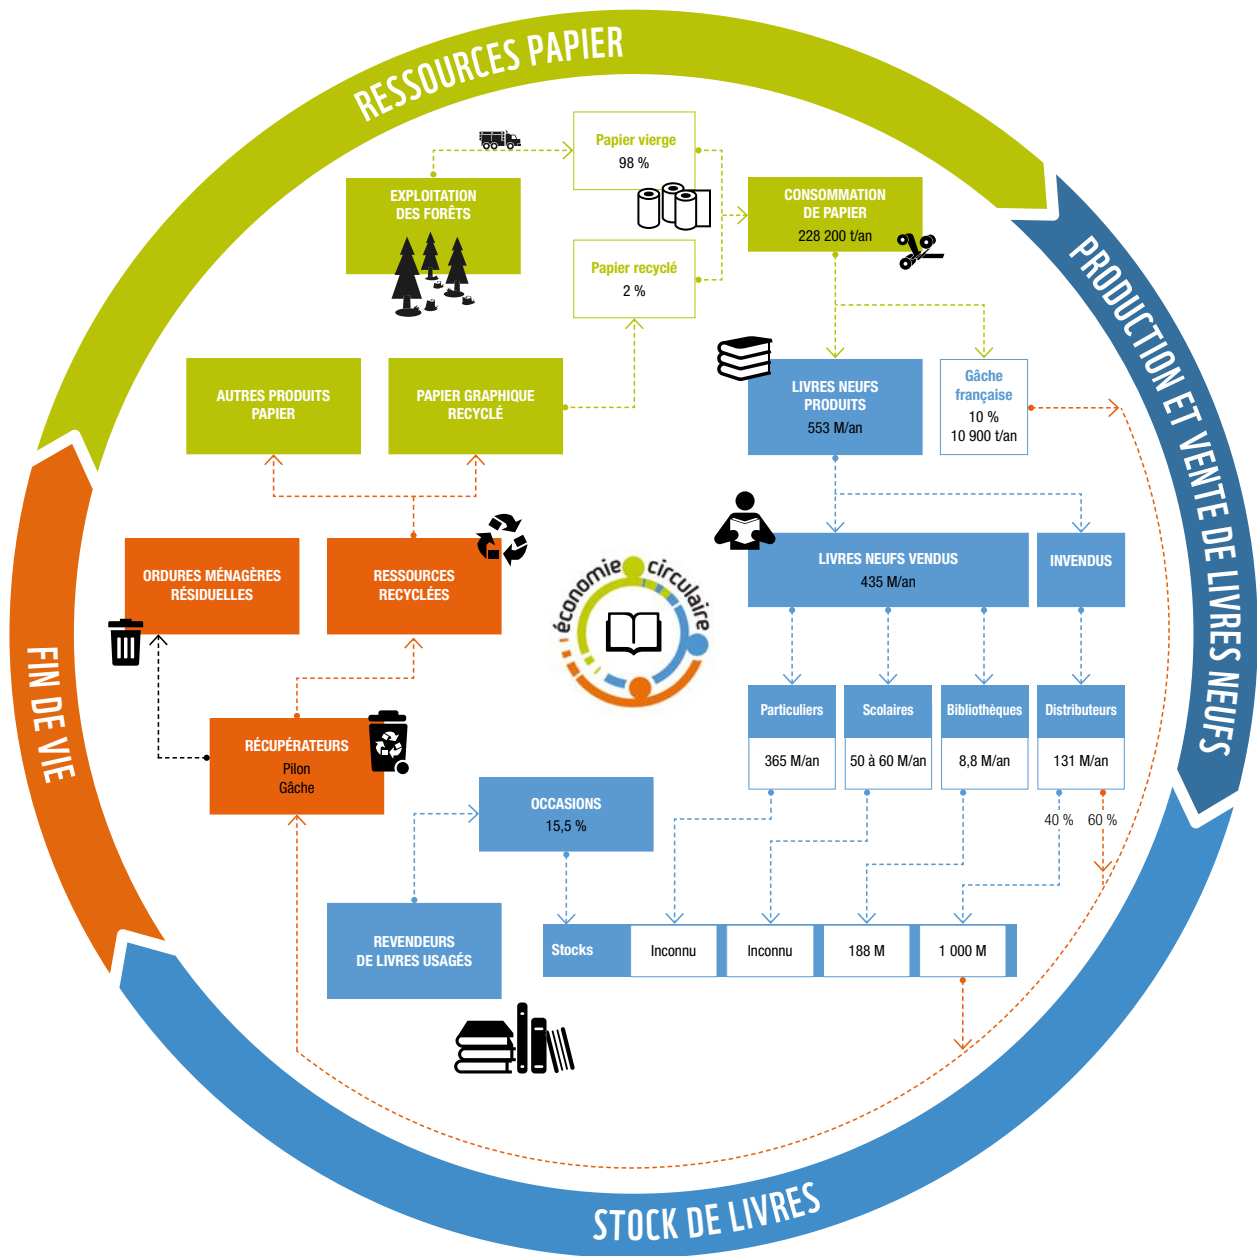 RESSOURCES PAPIER
Papier vierge
98 %
EXPLOITATION
DES FORÊTS
CONSOMMATION
DE PAPIER
228 200 t/an
Papier recyclé
2 %
PRODUCTION ET VENTE DE LIVRES NEUFS
AUTRES PRODUITS
PAPIER
PAPIER GRAPHIQUE
RECYCLÉ
LIVRES NEUFS
PRODUITS
553 M/an
Gâche
française
10 %
10 900 t/an
ORDURES MÉNAGÈRES
RÉSIDUELLES
RESSOURCES
RECYCLÉES
économie circulaire
LIVRES NEUFS VENDUS
435 M/an
INVENDUS
FIN DE VIE
Particuliers
Scolaires
Bibliothèques
Distributeurs
365 M/an
50 à 60 M/an
8,8 M/an
131 M/an
RÉCUPÉRATEURS
Pilon
Gâche
OCCASIONS
15,5 %
40 %
60 %
REVENDEURS
DE LIVRES USAGÉS
Stocks
Inconnu
Inconnu
188 M
1 000 M
STOCK DE LIVRES